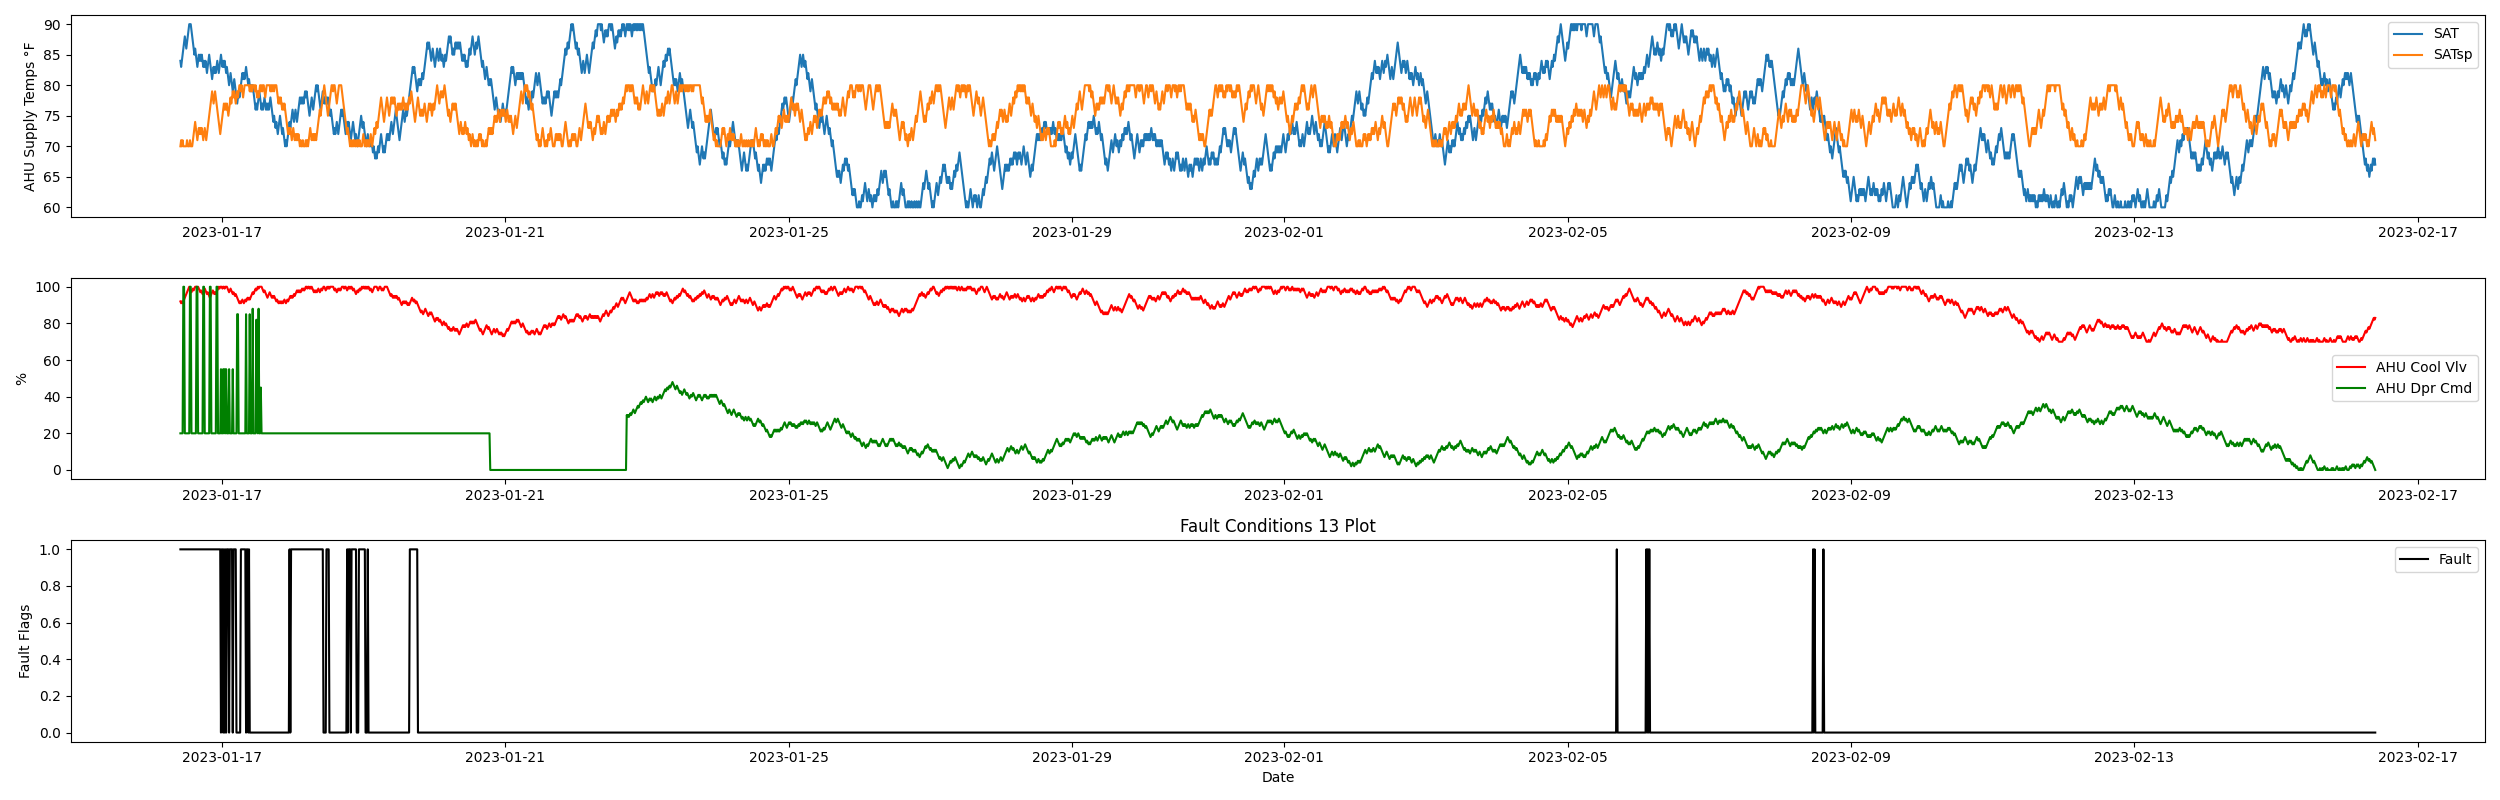 AHU Supply Temps °F
90
85
80
75
70
65
60
SAT
SATsp
2023-01-17 2023-01-21 2023-01-25 2023-01-29 2023-02-01 2023-02-05 2023-02-09 2023-02-13 2023-02-17
%
100
80
60
40
20
0
AHU Cool Vlv
AHU Dpr Cmd
2023-01-17 2023-01-21 2023-01-25 2023-01-29 2023-02-01 2023-02-05 2023-02-09 2023-02-13 2023-02-17
Fault Conditions 13 Plot
Fault Flags
1.0
0.8
0.6
0.4
0.2
0.0
Fault
2023-01-17 2023-01-21 2023-01-25 2023-01-29 2023-02-01 2023-02-05 2023-02-09 2023-02-13 2023-02-17
Date